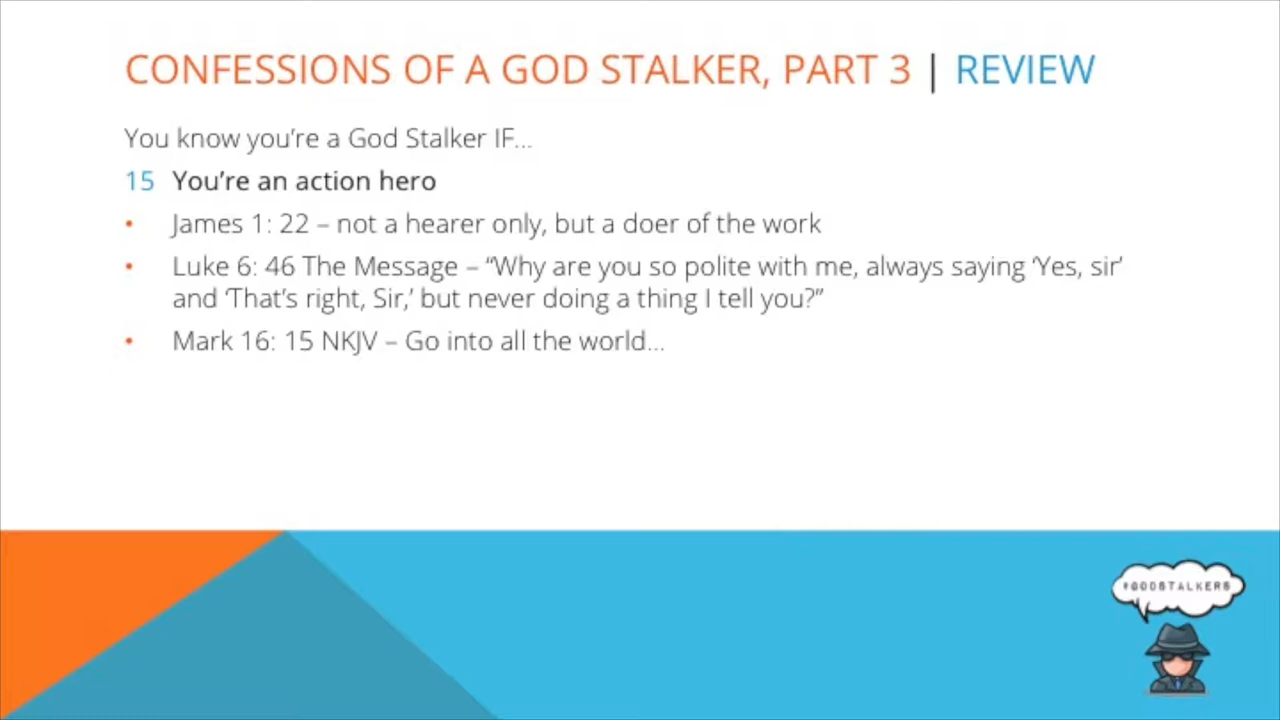 CONFESSIONS OF A GOD STALKER, PART 3 | REVIEW
You know you're a God Stalker IF...
15 You're an action hero
• James 1: 22 – not a hearer only, but a doer of the work
• Luke 6: 46 The Message – “Why are you so polite with me, always saying ‘Yes, sir’
and ‘That’s right, Sir,’ but never doing a thing I tell you?”
• Mark 16: 15 NKJV – Go into all the world...
#GODSTALKERS